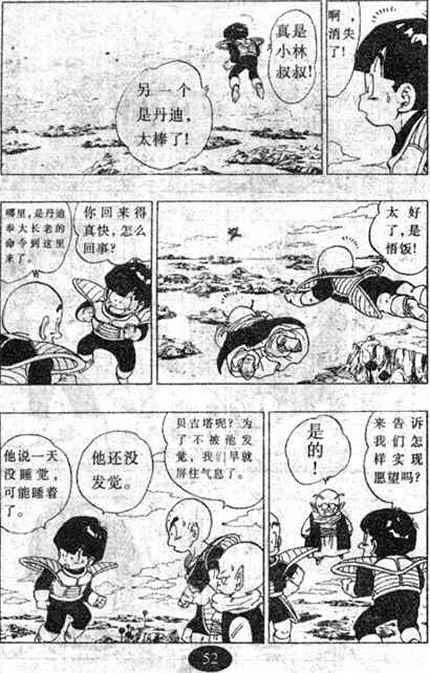 啊，
消失
了！
真是
小林
叔叔！
另一个
是丹迪，
太棒了！
太好
了，是
悟饭！
你回来得
真快，怎么
回事？
哪里，是丹迪
奉大长老的
命令到这里
来了。
来告诉
我们怎
样实现
愿望吗？
是的！
贝吉塔呢？为
了不被他发
觉，我们早就
屏住气息了。
他还没
发觉。
他说一天
没睡觉，
可能睡着
了。
52